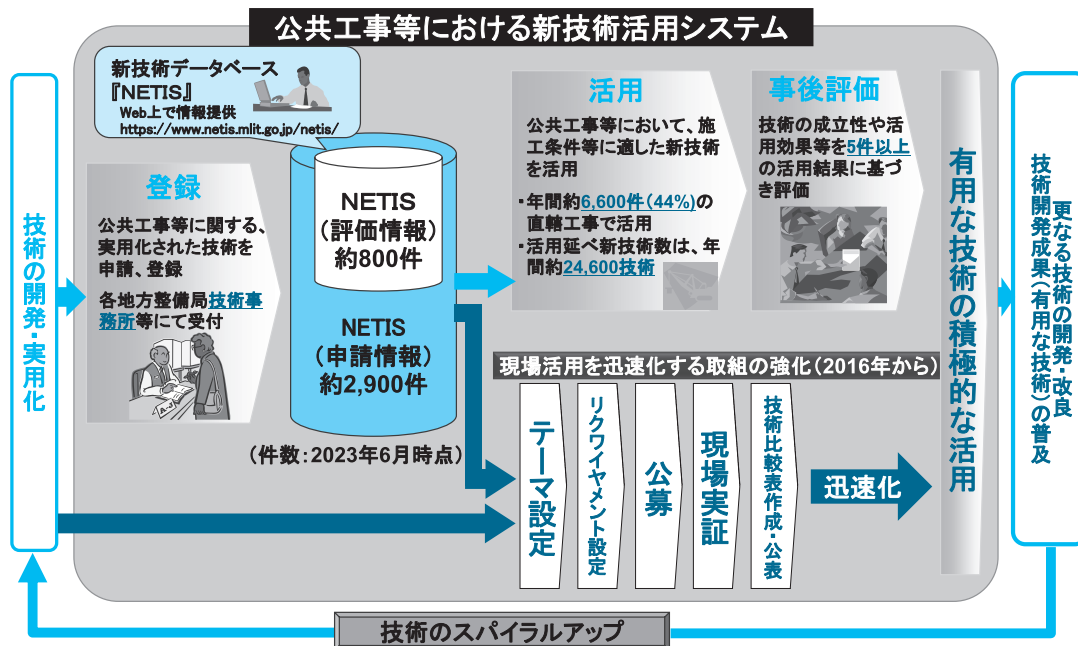 公共工事等における新技術活用システム
新技術データベース
『NETIS』
Web上で情報提供
https://www.netis.mlit.go.jp/netis/
技術の開発・実用化
登録
公共工事等に関する、
実用化された技術を
申請、登録
各地方整備局技術事
務所等にて受付
NETIS
（評価情報）
約800件
NETIS
（申請情報）
約2,900件
（件数：2023年6月時点）
活用
公共工事等において、施
工条件等に適した新技術
を活用
・年間約6,600件（44%）の
直轄工事で活用
・活用延べ新技術数は、年
間約24,600技術
事後評価
技術の成立性や活
用効果等を5件以上
の活用結果に基づ
き評価
現場活用を迅速化する取組の強化（2016年から）
テーマ設定
リクワイヤメント設定
公募
現場実証
技術比較表作成・公表
迅速化
有用な技術の積極的な活用
更なる技術の開発・改良
技術開発成果（有用な技術）の普及
技術のスパイラルアップ